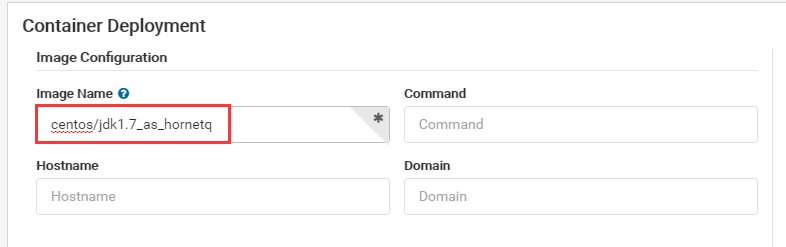 Container Deployment
Image Configuration
Image Name ?
Command
centos/jdk1.7_as_hornetq
*
Command
Hostname
Domain
Hostname
Domain